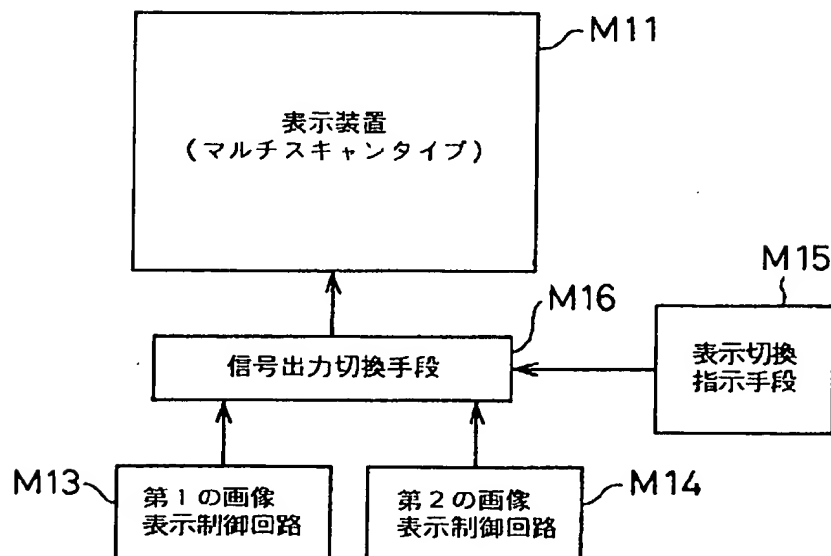 M11
表示装置
(マルチスキャンタイプ)
M15
M16
信号出力切換手段
表示切換
指示手段
M13
第1の画像
表示制御回路
第2の画像
表示制御回路
M14